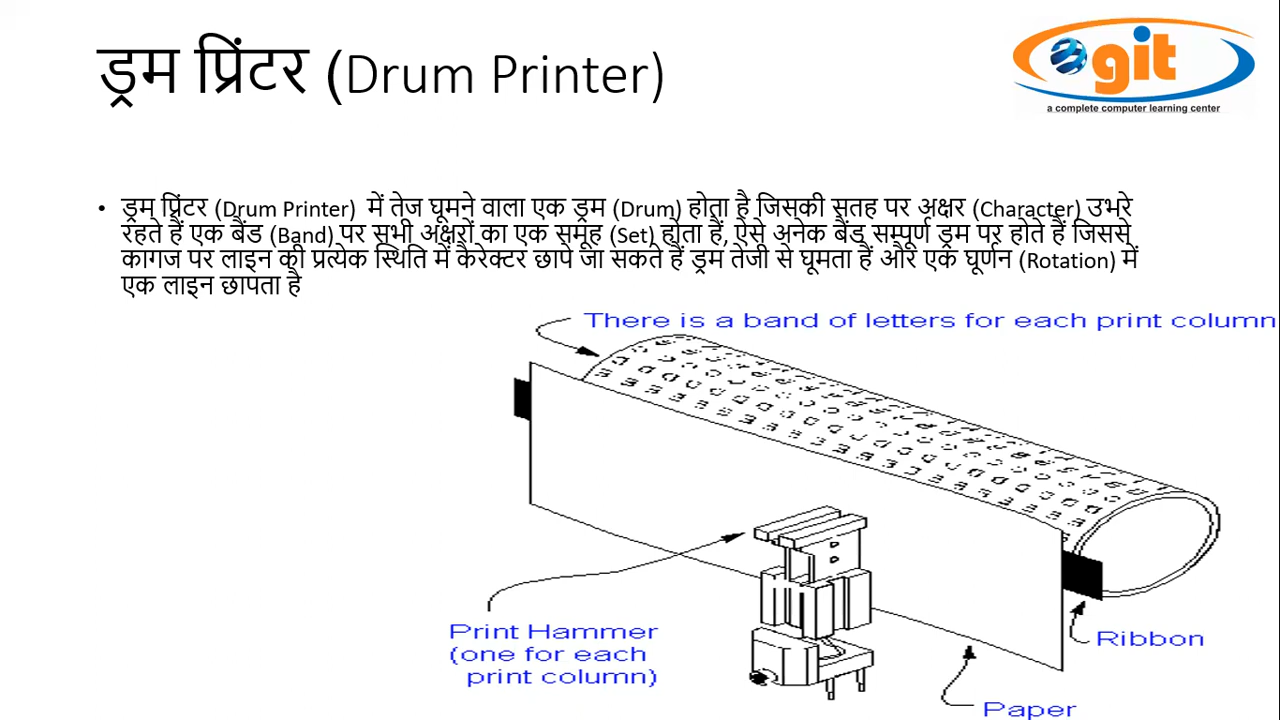 ड्रम प्रिंटर (Drum Printer)
egit
a complete computer learning center
• ड्रम प्रिंटर (Drum Printer) में तेज घूमने वाला एक ड्रम (Drum) होता है जिसकी सतह पर अक्षर (Character) उभरे
रहते हैं एक बैंड (Band) पर सभी अक्षरों का एक समूह (Set) होता हैं, ऐसे अनेक बैंड सम्पूर्ण ड्रम पर होते हैं जिससे
कागज पर लाइन की प्रत्येक स्थिति में कैरेक्टर छापे जा सकते हैं ड्रम तेजी से घूमता हैं और एक घूर्णन (Rotation) में
एक लाइन छापता है
There is a band of letters for each print column
Print Hammer
(one for each
print column)
Ribbon
Paper